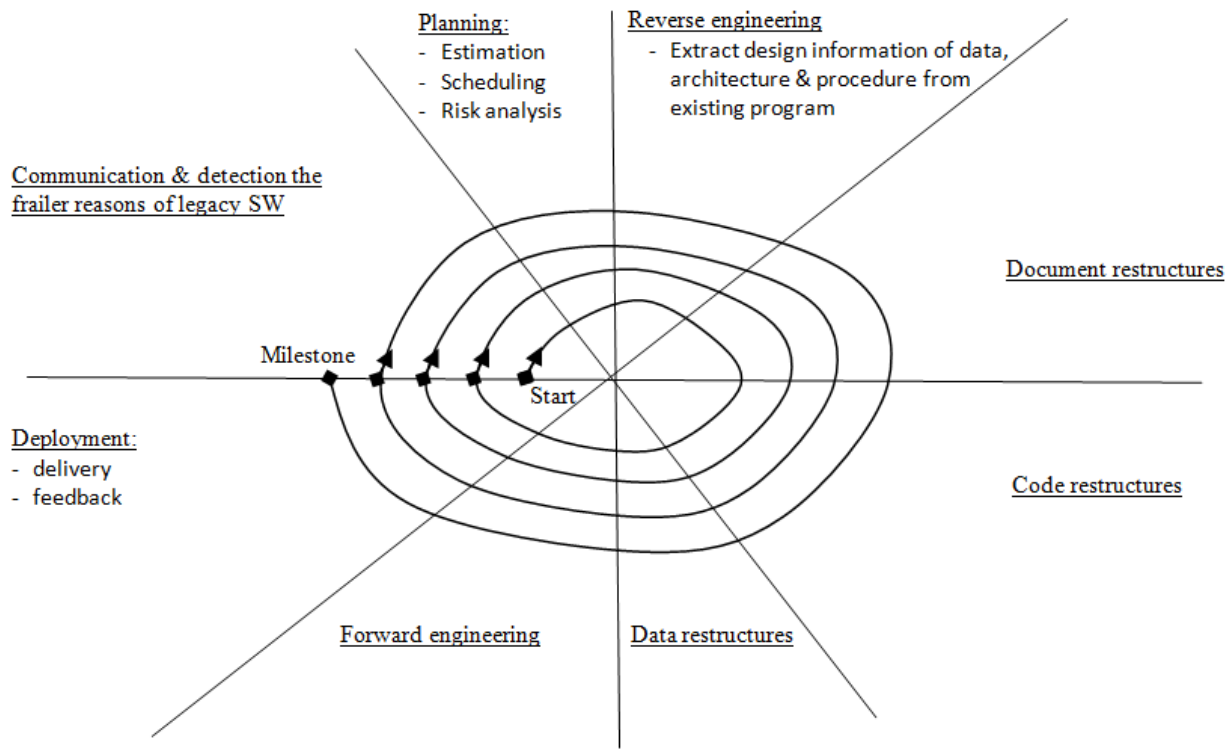 Planning:
- Estimation
- Scheduling
- Risk analysis
Reverse engineering
- Extract design information of data,
architecture & procedure from
existing program
Communication & detection the
frailer reasons of legacy SW
Document restructures
Milestone
Start
Deployment:
- delivery
- feedback
Code restructures
Forward engineering
Data restructures